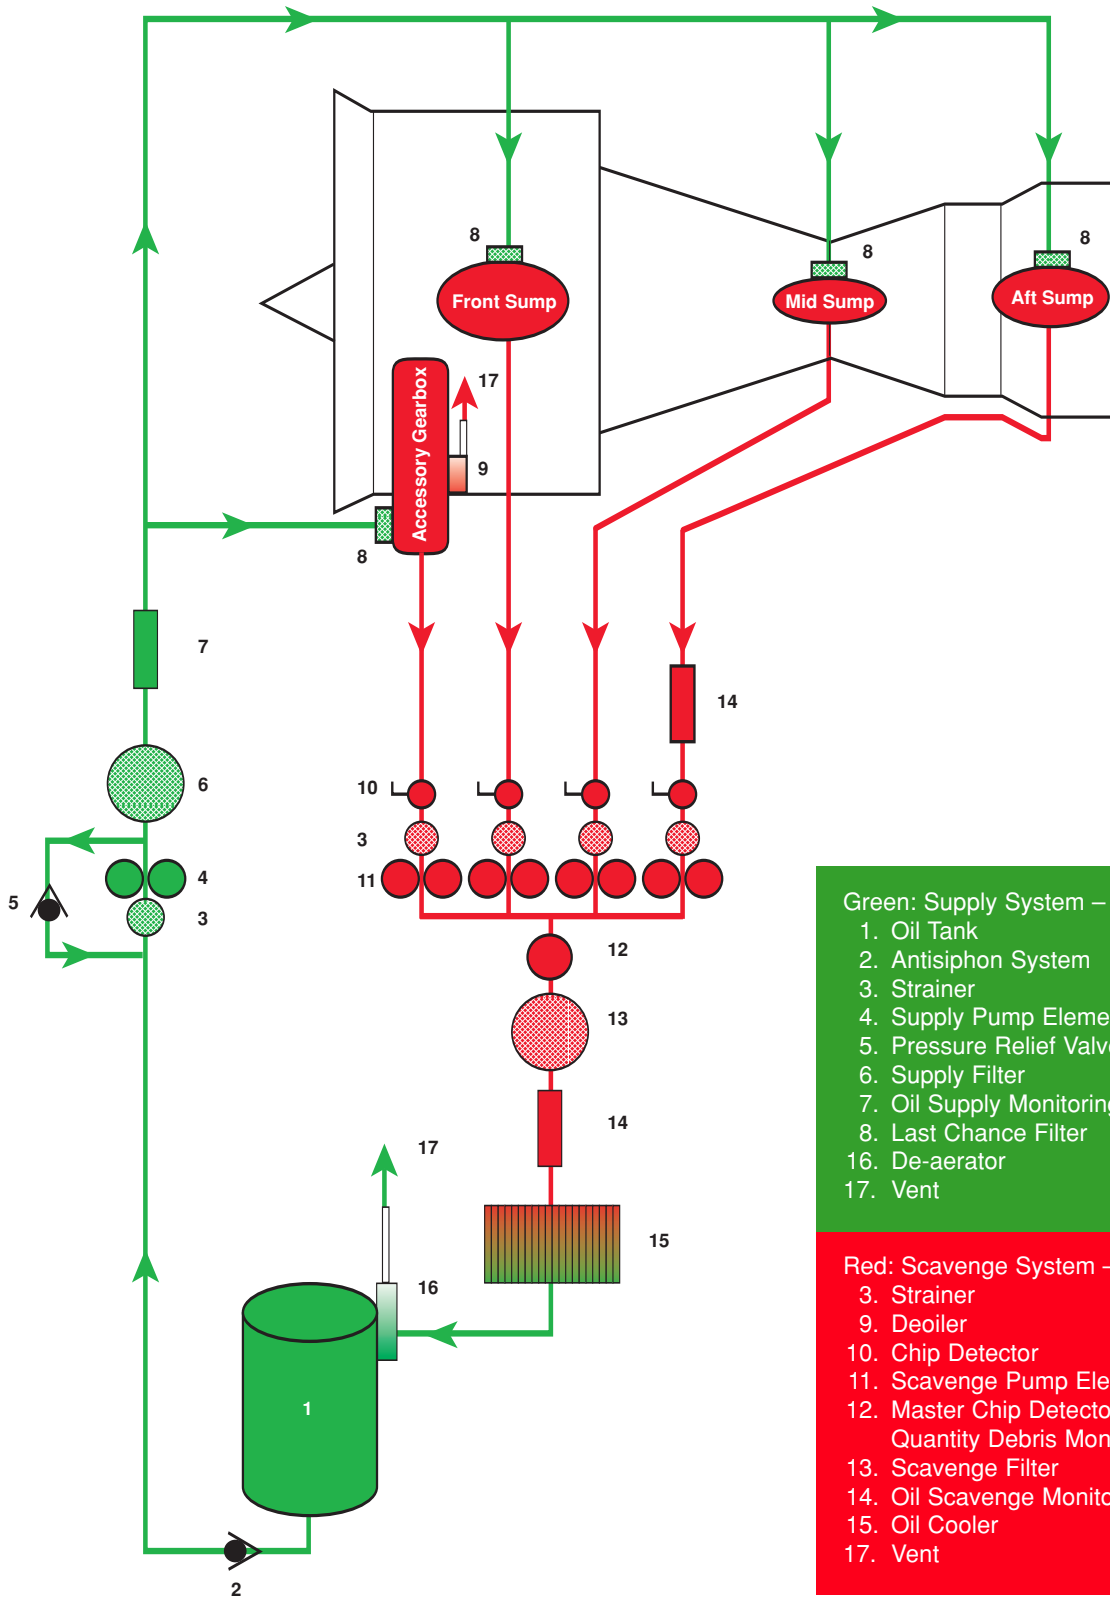 8
8
8
Front Sump
Mid Sump
Aft Sump
17
Accessory Gearbox
9
8
7
14
6
10
3
4
11
5
3
12
13
14
17
15
16
1
2
Green: Supply System –
1. Oil Tank
2. Antisiphon System
3. Strainer
4. Supply Pump Eleme
5. Pressure Relief Valv
6. Supply Filter
7. Oil Supply Monitoring
8. Last Chance Filter
16. De-aerator
17. Vent
Red: Scavenge System –
3. Strainer
9. Deoiler
10. Chip Detector
11. Scavenge Pump Ele
12. Master Chip Detecto
Quantity Debris Mon
13. Scavenge Filter
14. Oil Scavenge Monito
15. Oil Cooler
17. Vent